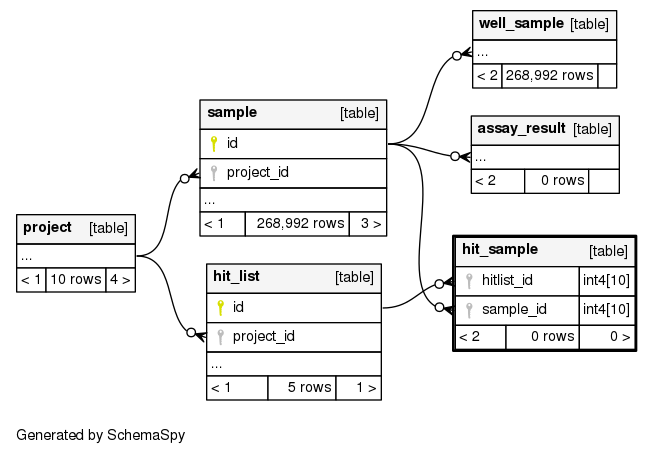 well_sample [table]
...
< 2 268,992 rows
sample [table]
id
project_id
...
< 1 268,992 rows 3 >
assay_result [table]
...
< 2 0 rows
project [table]
...
< 1 10 rows 4 >
hit_sample [table]
hitlist_id int4[10]
sample_id int4[10]
< 2 0 rows 0 >
hit_list [table]
id
project_id
...
< 1 5 rows 1 >
Generated by SchemaSpy